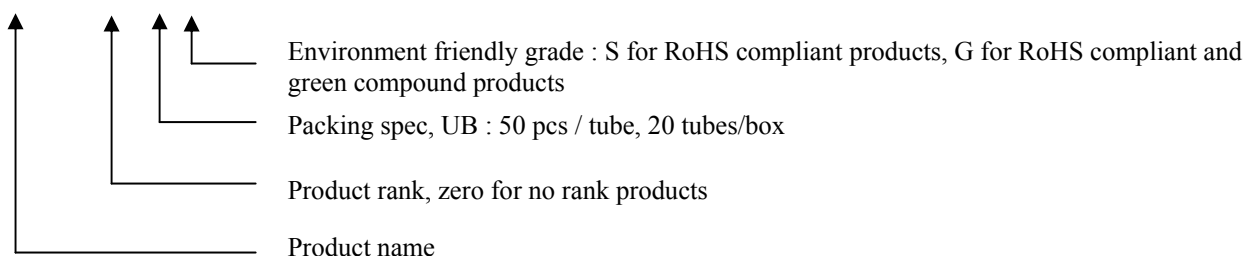 Environment friendly grade : S for RoHS compliant products, G for RoHS compliant and
green compound products
Packing spec, UB : 50 pcs / tube, 20 tubes/box
Product rank, zero for no rank products
Product name